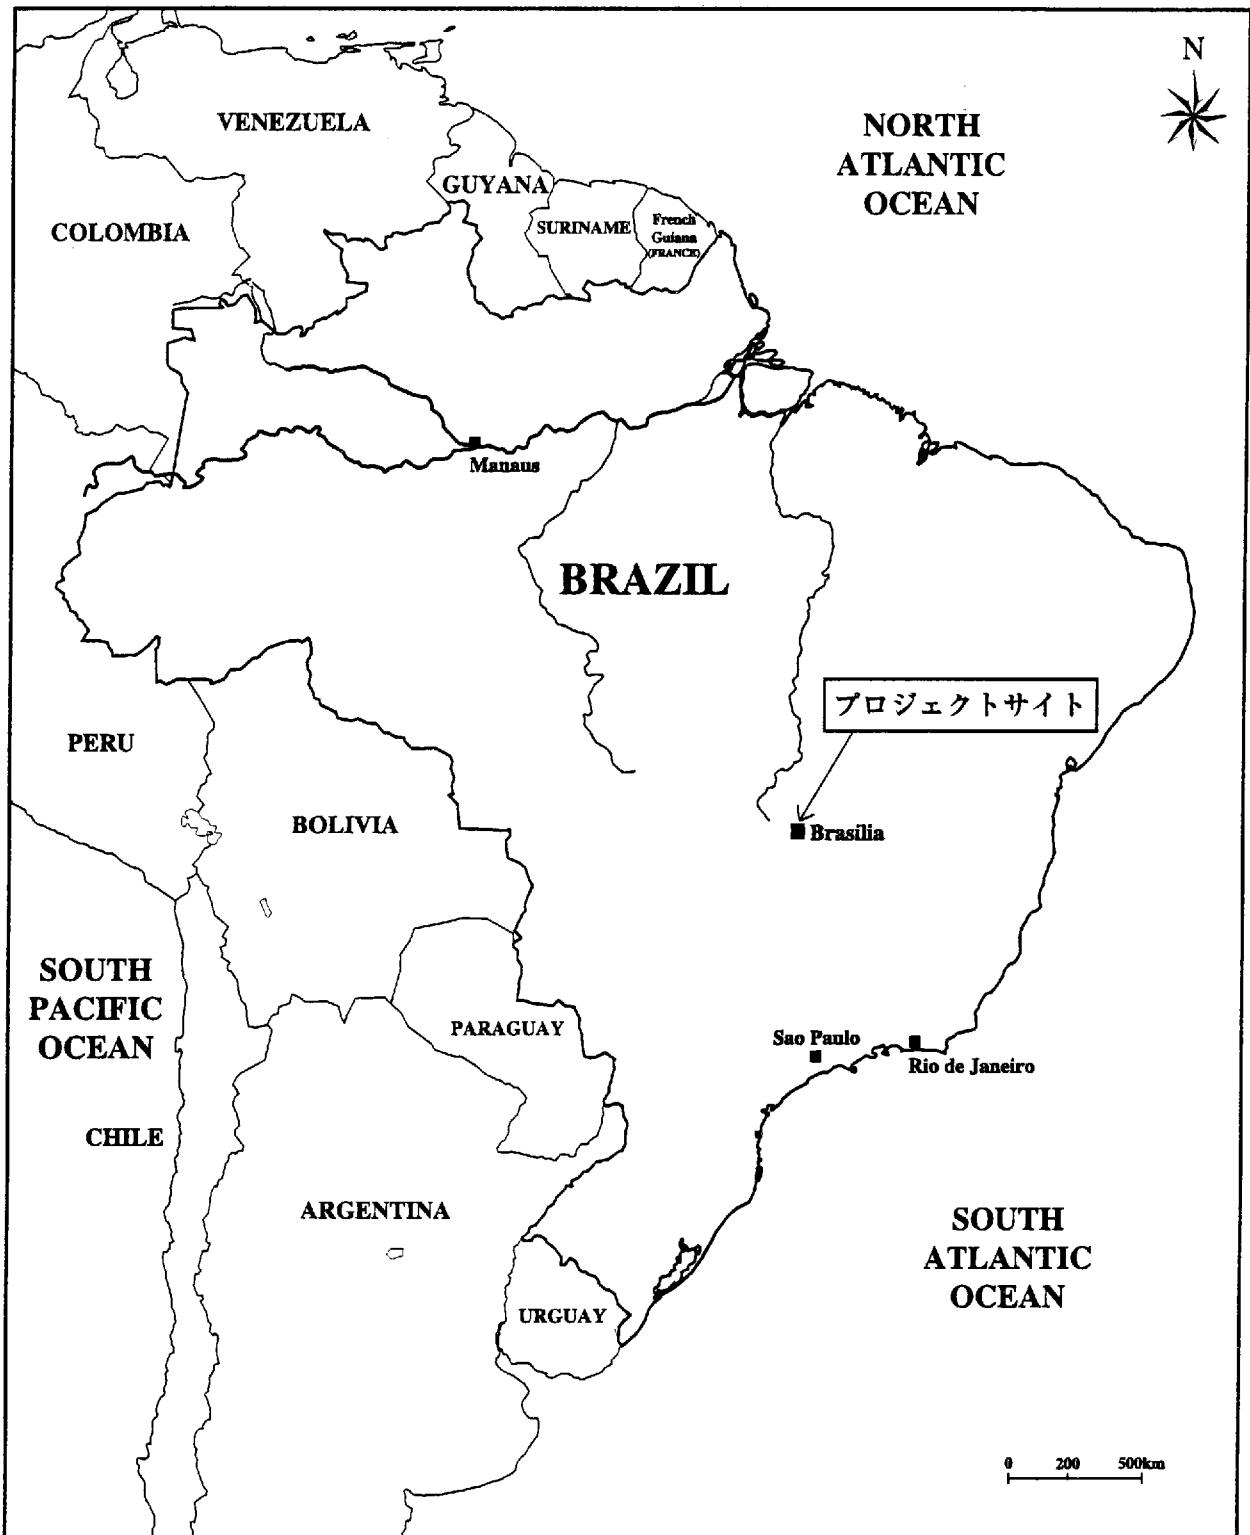 N
VENEZUELA
NORTH
ATLANTIC
OCEAN
GUYANA
COLOMBIA
SURINAME
French
Guiana
(FRANCE)
Manaus
BRAZIL
プロジェクトサイト
PERU
BOLIVIA
Brasilia
SOUTH
PACIFIC
OCEAN
PARAGUAY
Sao Paulo
Rio de Janeiro
CHILE
ARGENTINA
SOUTH
ATLANTIC
OCEAN
URGUAY
0 200 500km